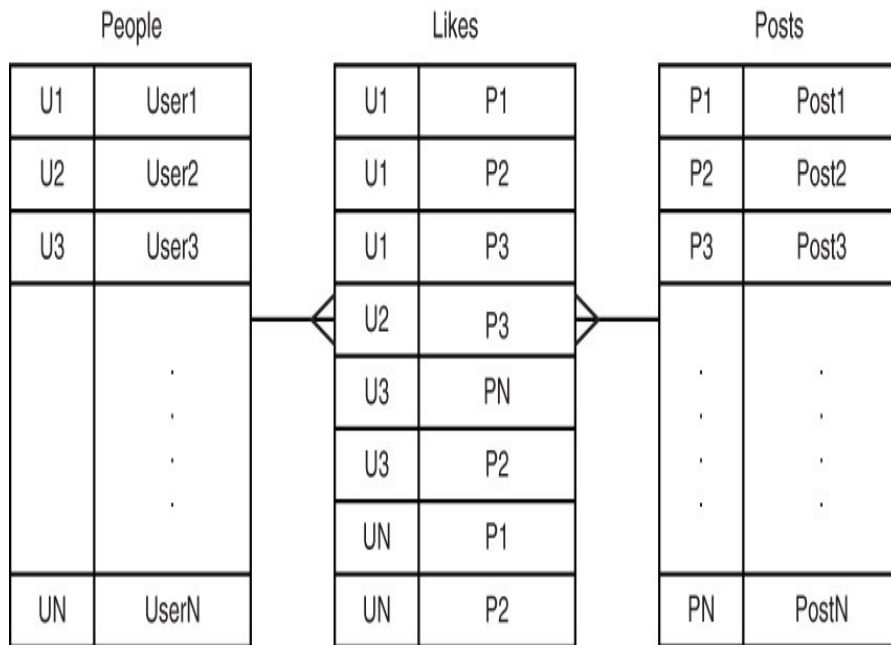 People Likes Posts
U1 User1 U1 P1 P1 Post1
U2 User2 U1 P2 P2 Post2
U3 User3 U1 P3 P3 Post3
U2 P3
U3 PN
U3 P2
UN P1
UN UserN UN P2 PN PostN